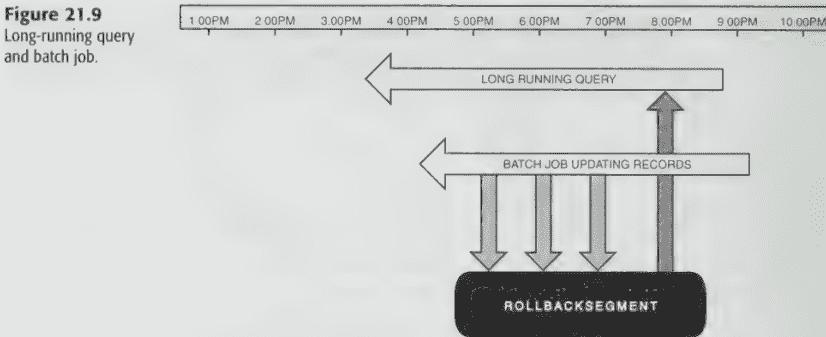 Figure 21.9
Long-running query
and batch job.
1 00PM 2 00PM 3.00PM 4 00PM 5 00PM 6.00PM 7 00PM 8.00PM 9 00PM 10.00PM
LONG RUNNING QUERY
BATCH JOB UPDATING RECORDS
ROLLBACKSEGMENT